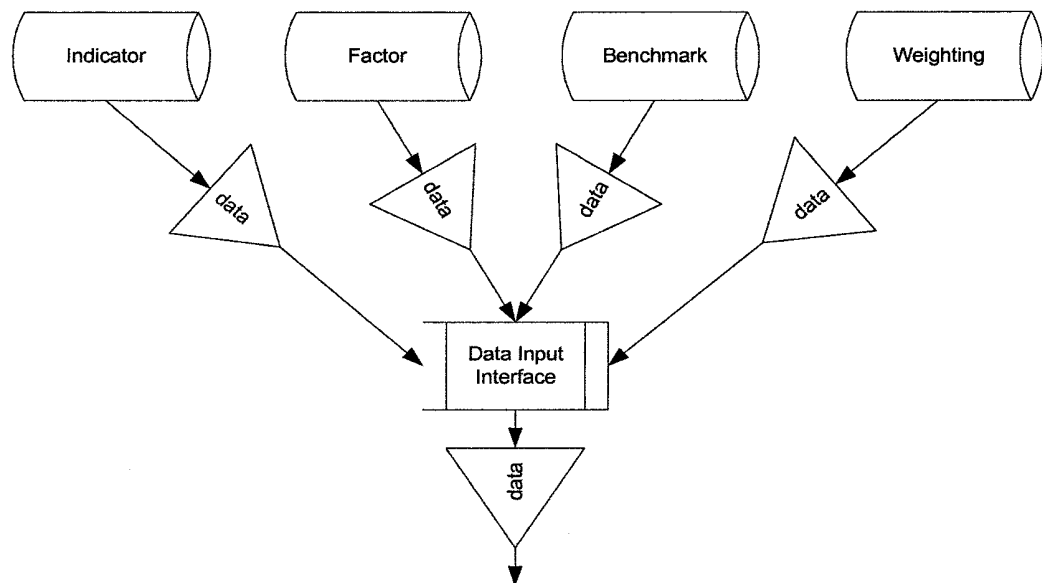 Indicator
Factor
Benchmark
Weighting
data
data
data
data
Data Input
Interface
data